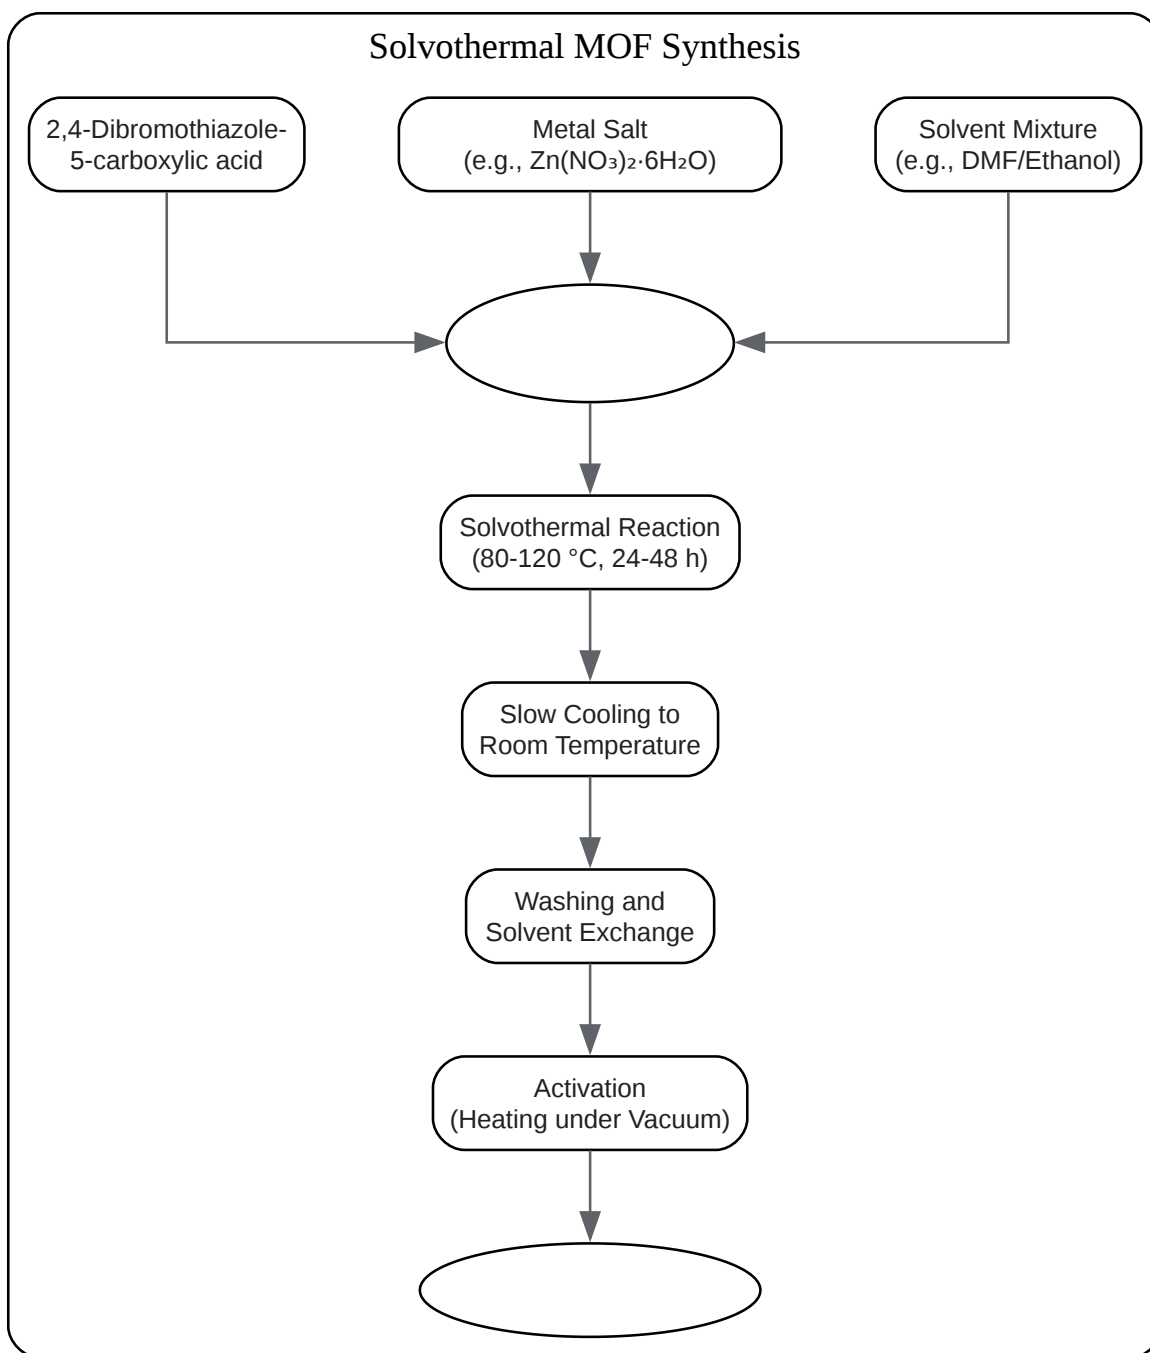 Solvothermal MOF Synthesis
2,4-Dibromothiazole-
5-carboxylic acid
Metal Salt
(e.g., Zn(NO₃)₂·6H₂O)
Solvent Mixture
(e.g., DMF/Ethanol)
Solvothermal Reaction
(80-120 °C, 24-48 h)
Slow Cooling to
Room Temperature
Washing and
Solvent Exchange
Activation
(Heating under Vacuum)